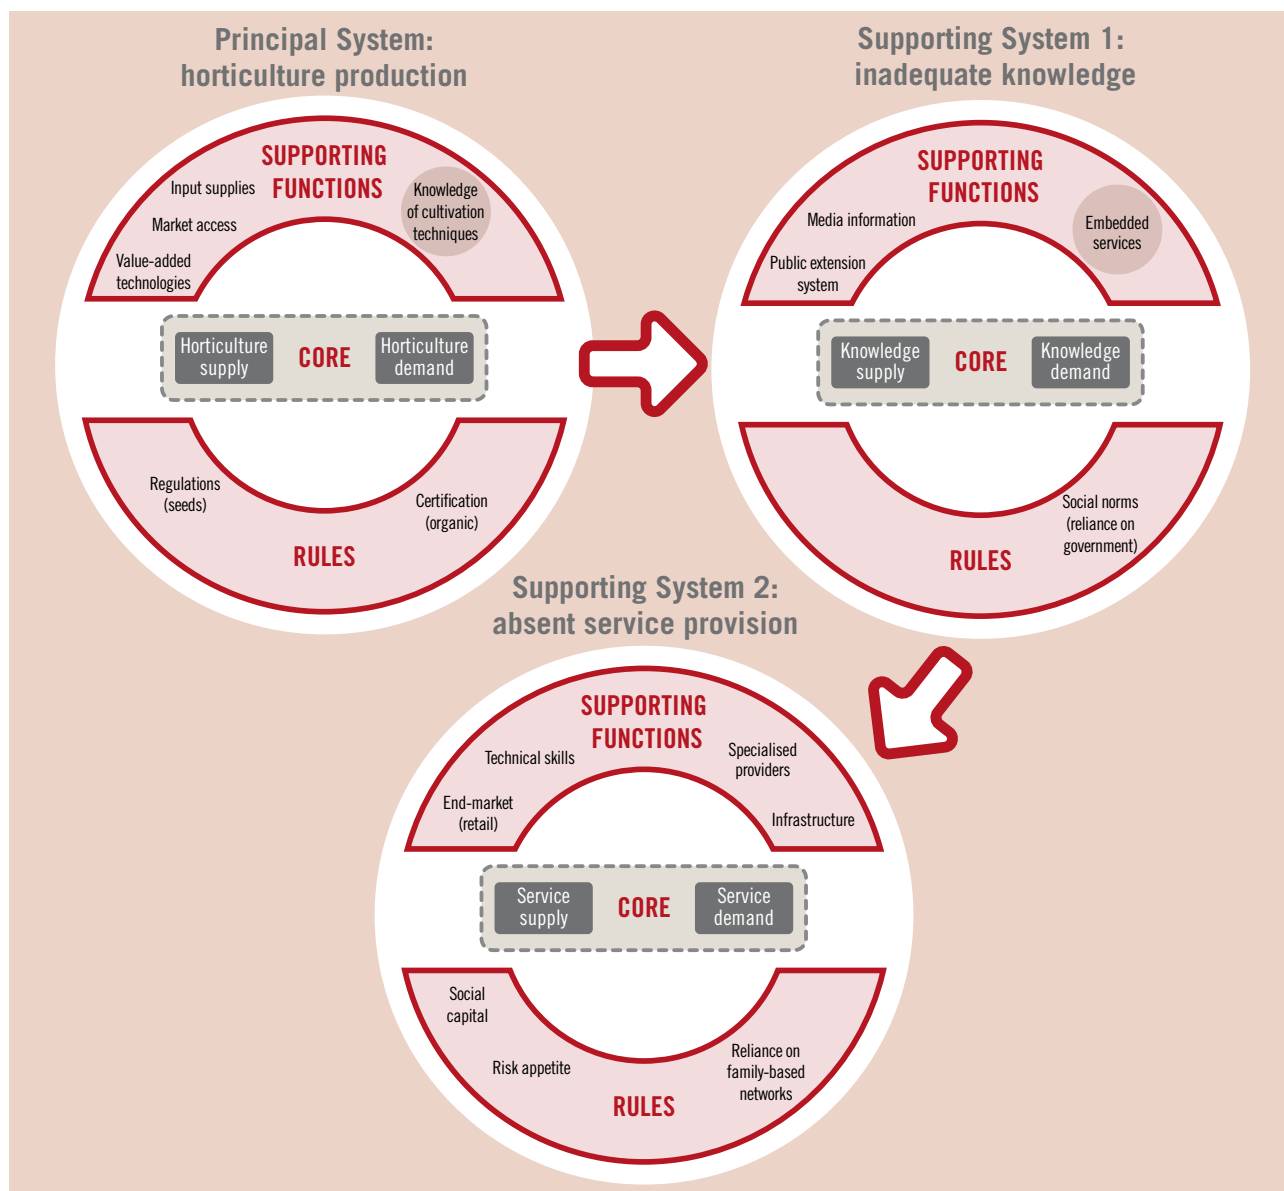 Principal System:
horticulture production
SUPPORTING
FUNCTIONS
Input supplies
Market access
Value-added
technologies
Knowledge
of cultivation
techniques
Horticulture
supply
CORE
Horticulture
demand
Regulations
(seeds)
Certification
(organic)
RULES
Supporting System 1:
inadequate knowledge
SUPPORTING
FUNCTIONS
Media information
Public extension
system
Embedded
services
Knowledge
supply
CORE
Knowledge
demand
Social norms
(reliance on
government)
RULES
Supporting System 2:
absent service provision
SUPPORTING
FUNCTIONS
Technical skills
End-market
(retail)
Specialised
providers
Infrastructure
Service
supply
CORE
Service
demand
Social
capital
Risk appetite
Reliance on
family-based
networks
RULES